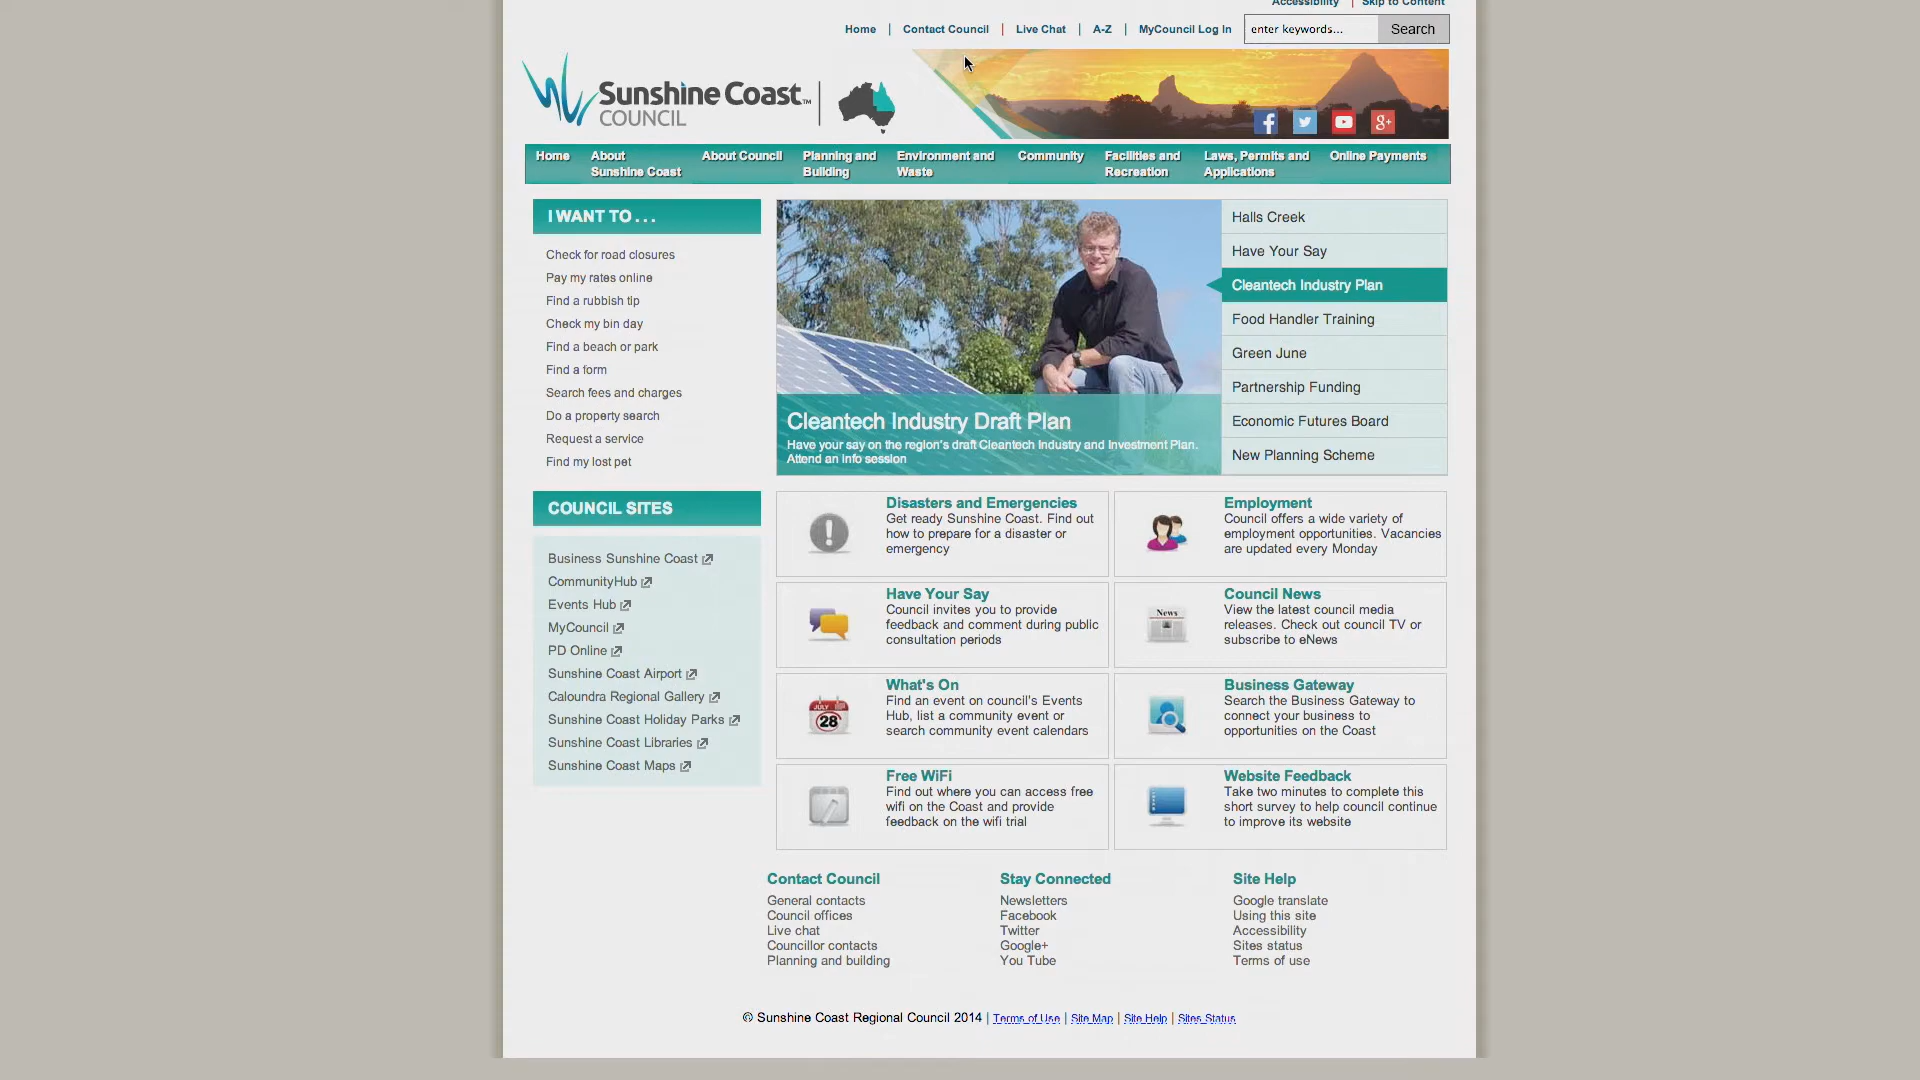 Accessibility | Skip to Content
Home | Contact Council | Live Chat | A-Z | MyCouncil Log In enter keywords... Search
Sunshine Coast™
COUNCIL
Home About Sunshine Coast About Council Planning and Building Environment and Waste Community Facilities and Recreation Laws, Permits and Applications Online Payments
I WANT TO . . .
Check for road closures
Pay my rates online
Find a rubbish tip
Check my bin day
Find a beach or park
Find a form
Search fees and charges
Do a property search
Request a service
Find my lost pet
Halls Creek
Have Your Say
Cleantech Industry Plan
Food Handler Training
Green June
Partnership Funding
Economic Futures Board
New Planning Scheme
Cleantech Industry Draft Plan
Have your say on the region's draft Cleantech Industry and Investment Plan.
Attend an info session
COUNCIL SITES
Business Sunshine Coast
CommunityHub
Events Hub
MyCouncil
PD Online
Sunshine Coast Airport
Caloundra Regional Gallery
Sunshine Coast Holiday Parks
Sunshine Coast Libraries
Sunshine Coast Maps
Disasters and Emergencies
Get ready Sunshine Coast. Find out
how to prepare for a disaster or
emergency
Employment
Council offers a wide variety of
employment opportunities. Vacancies
are updated every Monday
Have Your Say
Council invites you to provide
feedback and comment during public
consultation periods
News
Council News
View the latest council media
releases. Check out council TV or
subscribe to eNews
JULY
28
What's On
Find an event on council's Events
Hub, list a community event or
search community event calendars
Business Gateway
Search the Business Gateway to
connect your business to
opportunities on the Coast
Free WiFi
Find out where you can access free
wifi on the Coast and provide
feedback on the wifi trial
Website Feedback
Take two minutes to complete this
short survey to help council continue
to improve its website
Contact Council
General contacts
Council offices
Live chat
Councillor contacts
Planning and building
Stay Connected
Newsletters
Facebook
Twitter
Google+
You Tube
Site Help
Google translate
Using this site
Accessibility
Sites status
Terms of use
© Sunshine Coast Regional Council 2014 | Terms of Use | Site Map | Site Help | Sites Status